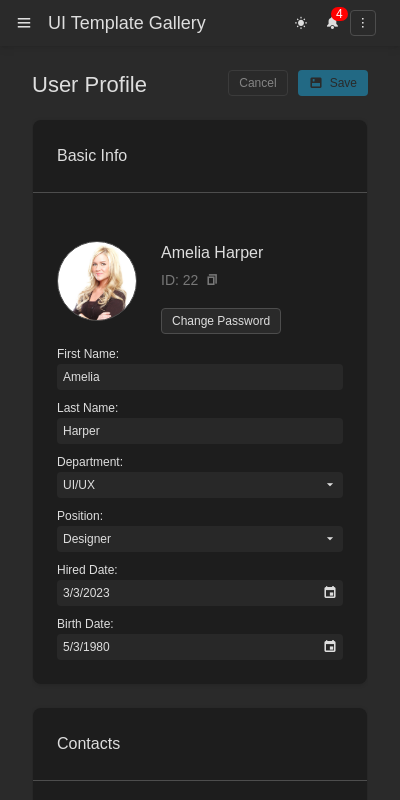 UI Template Gallery
4
User Profile
Cancel
Save
Basic Info
Amelia Harper
ID: 22
Change Password
First Name:
Amelia
Last Name:
Harper
Department:
UI/UX
Position:
Designer
Hired Date:
3/3/2023
Birth Date:
5/3/1980
Contacts